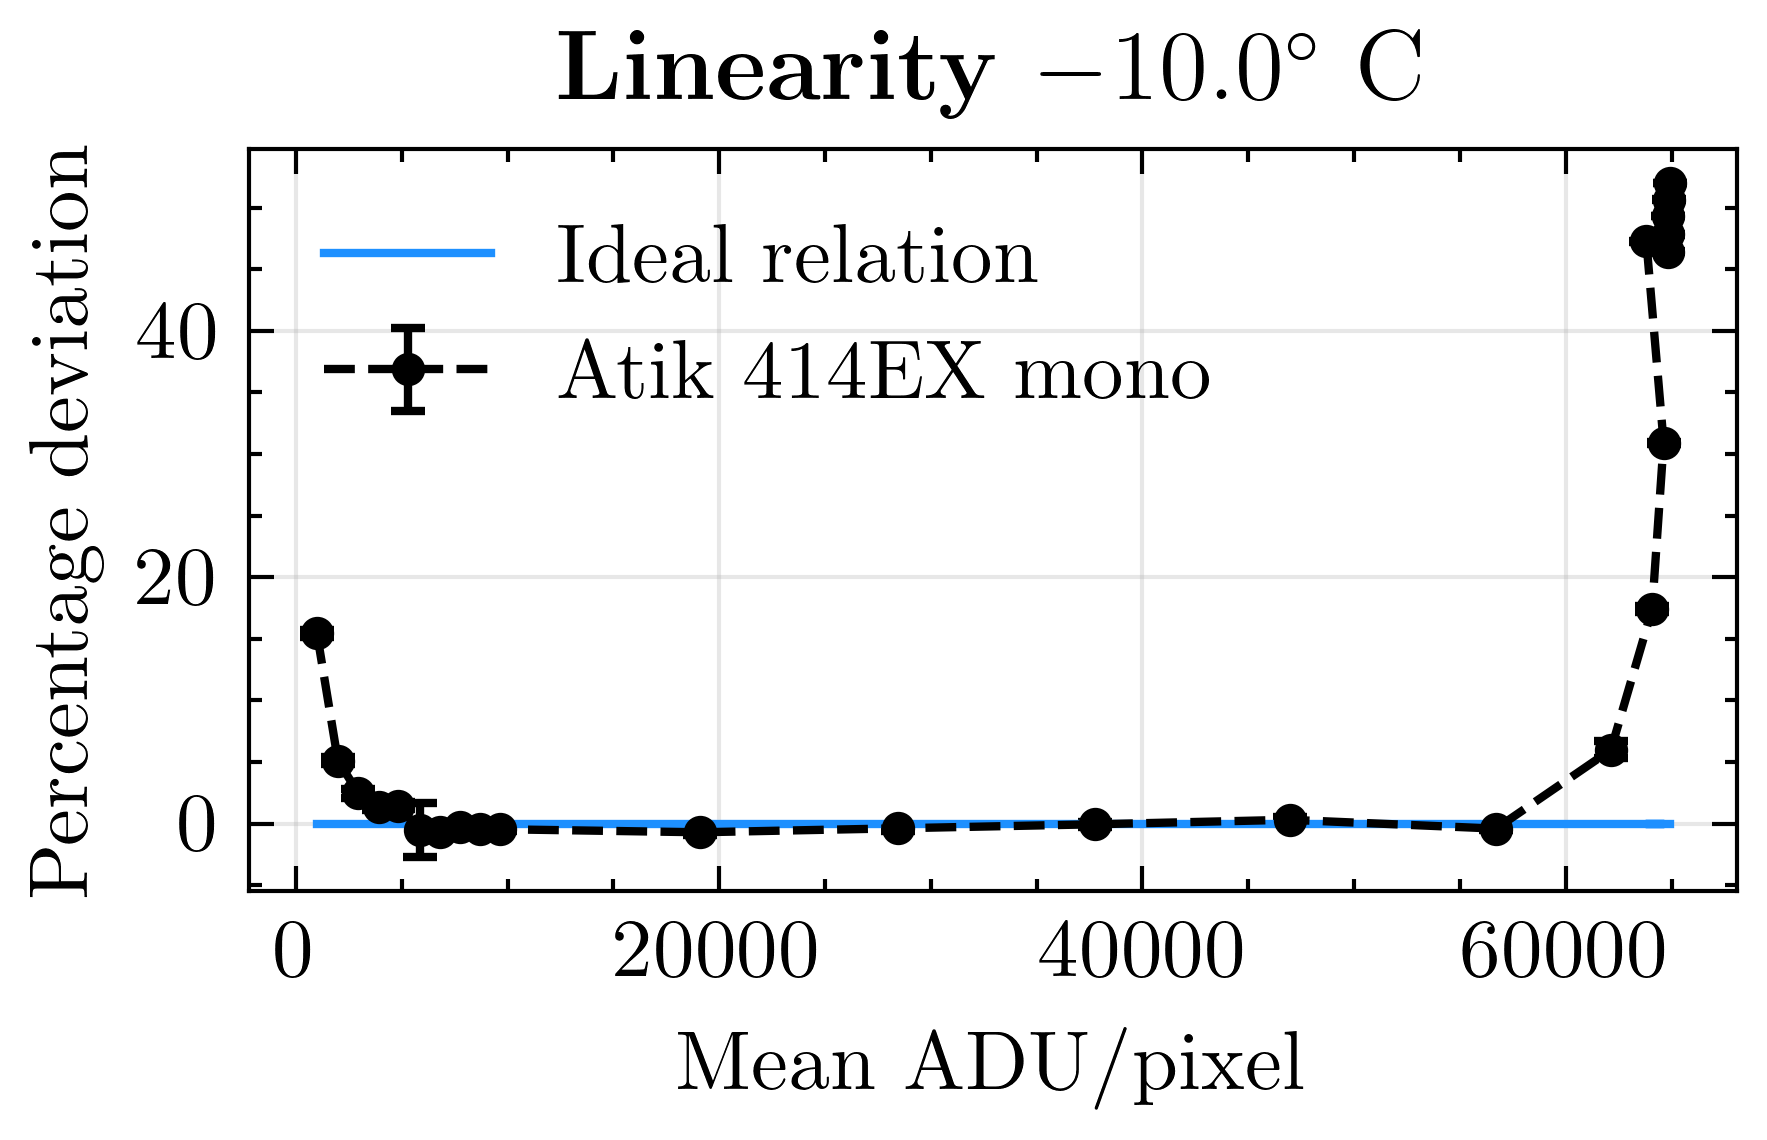 Linearity −10.0° C
Percentage deviation
40
20
0
Ideal relation
Atik 414EX mono
0 20000 40000 60000
Mean ADU/pixel